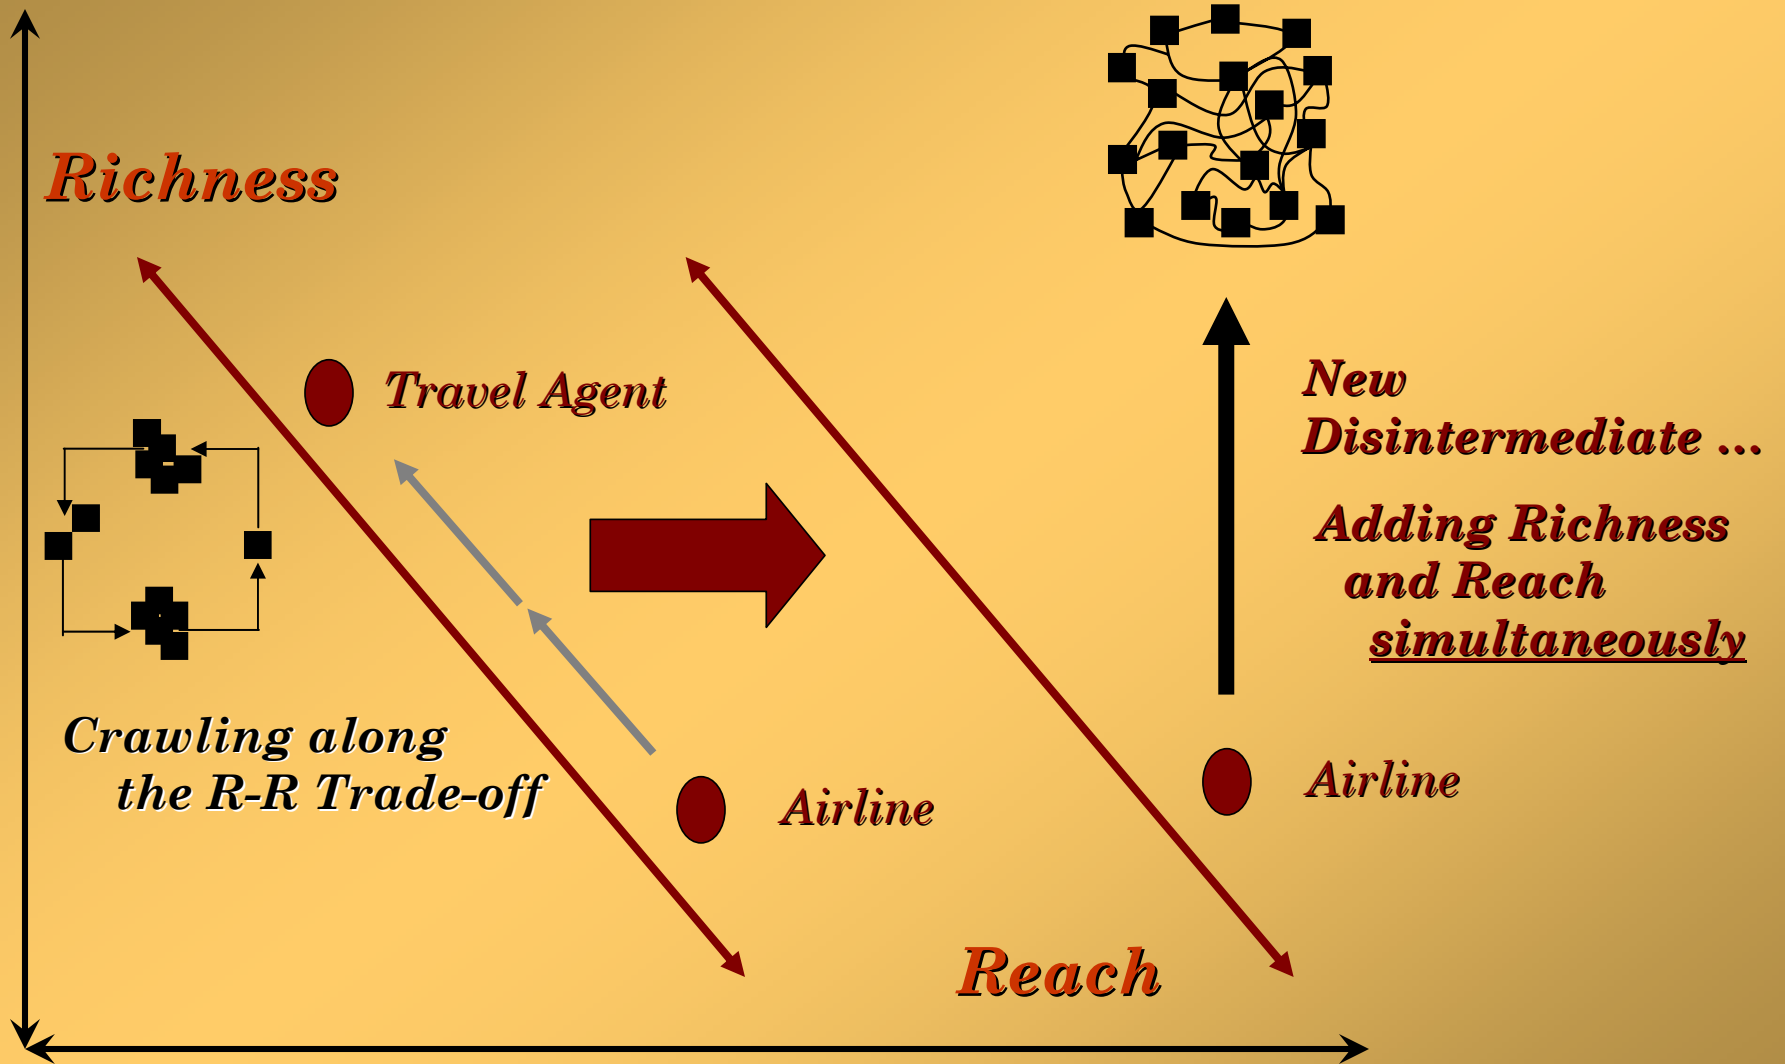 Richness
Travel Agent
New
Disintermediate ...
Adding Richness
and Reach
simultaneously
Crawling along
the R-R Trade-off
Airline
Airline
Reach